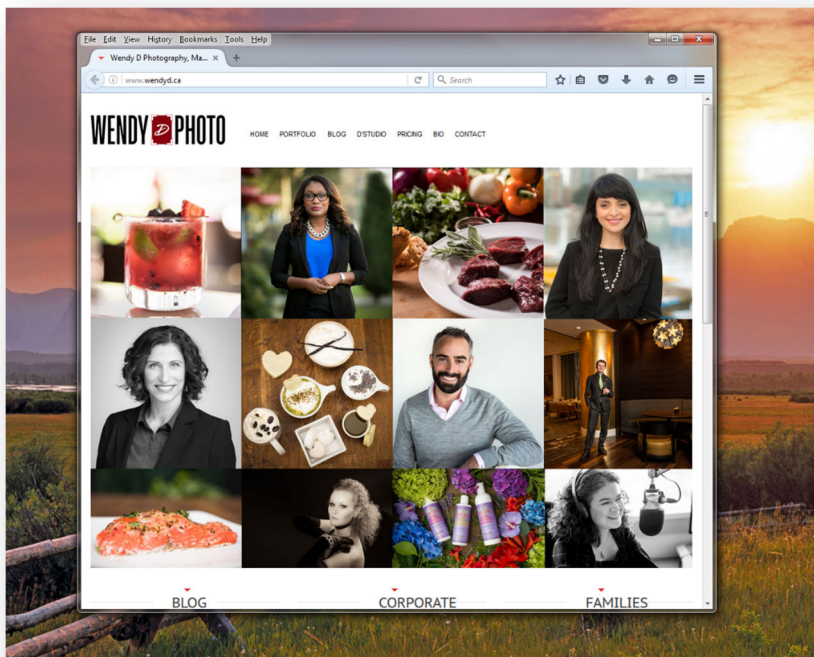 File Edit View History Bookmarks Tools Help
Wendy D Photography, Ma... × +
www.wendyd.ca Search
WENDY D PHOTO
HOME PORTFOLIO BLOG D'STUDIO PRICING BIO CONTACT
BLOG CORPORATE FAMILIES